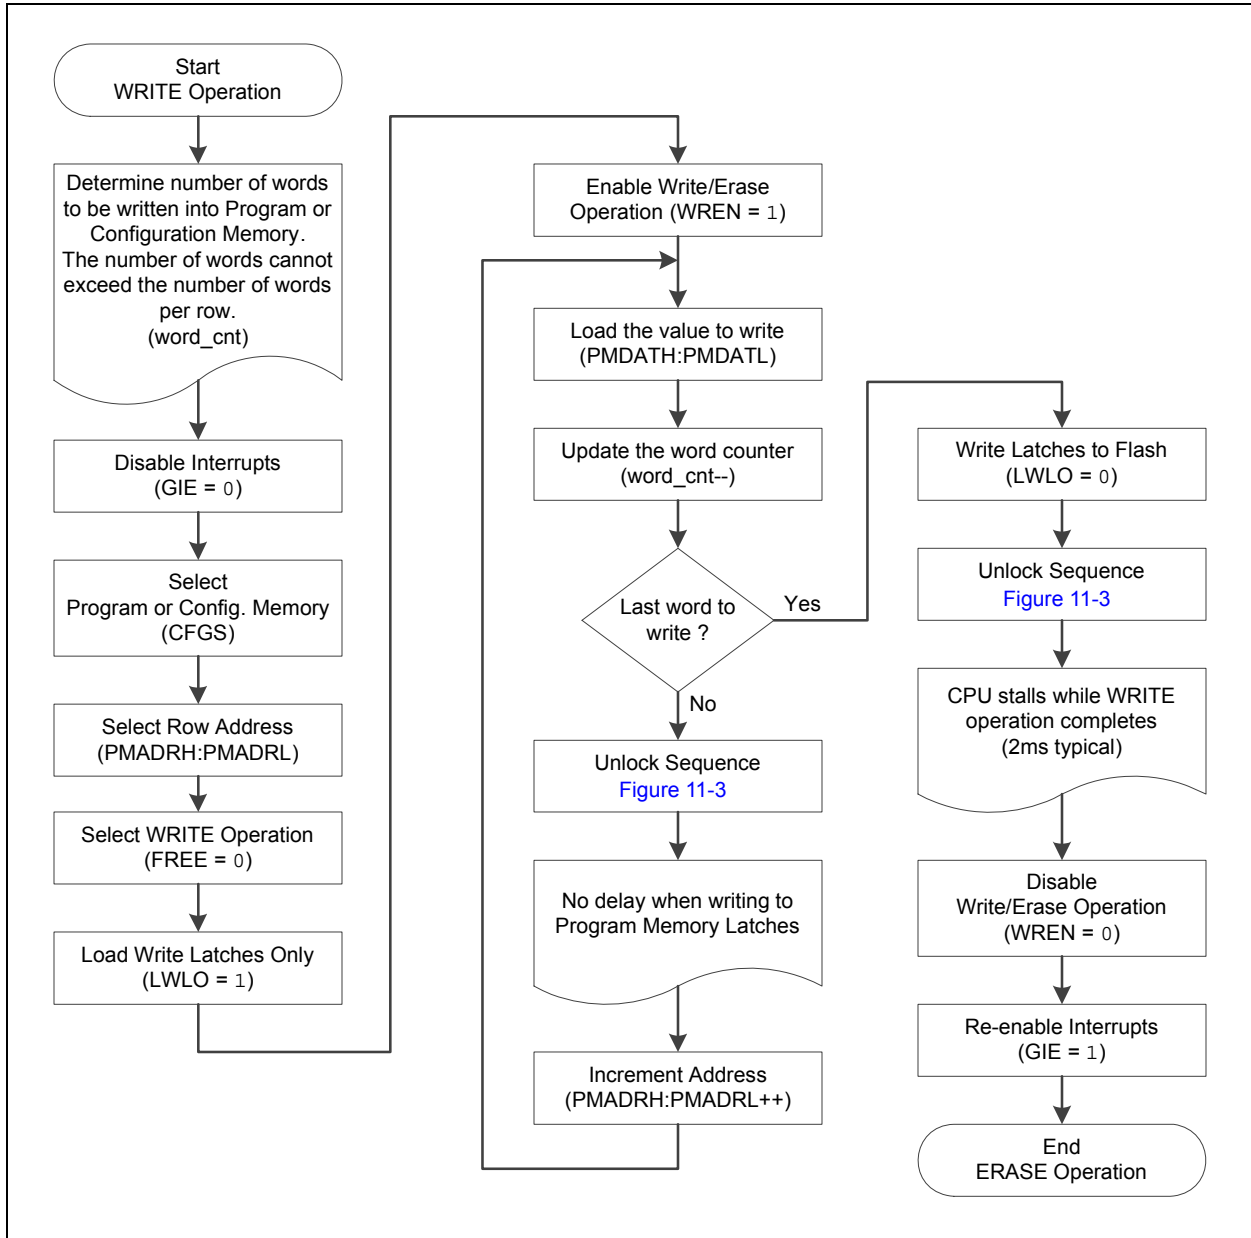 Start
WRITE Operation
Determine number of words
to be written into Program or
Configuration Memory.
The number of words cannot
exceed the number of words
per row.
(word_cnt)
Disable Interrupts
(GIE = 0)
Select
Program or Config. Memory
(CFGS)
Select Row Address
(PMADRH:PMADRL)
Select WRITE Operation
(FREE = 0)
Load Write Latches Only
(LWLO = 1)
Enable Write/Erase
Operation (WREN = 1)
Load the value to write
(PMDATH:PMDATL)
Update the word counter
(word_cnt--)
Last word to
write ?
Yes
No
Unlock Sequence
Figure 11-3
No delay when writing to
Program Memory Latches
Increment Address
(PMADRH:PMADRL++)
Write Latches to Flash
(LWLO = 0)
Unlock Sequence
Figure 11-3
CPU stalls while WRITE
operation completes
(2ms typical)
Disable
Write/Erase Operation
(WREN = 0)
Re-enable Interrupts
(GIE = 1)
End
ERASE Operation